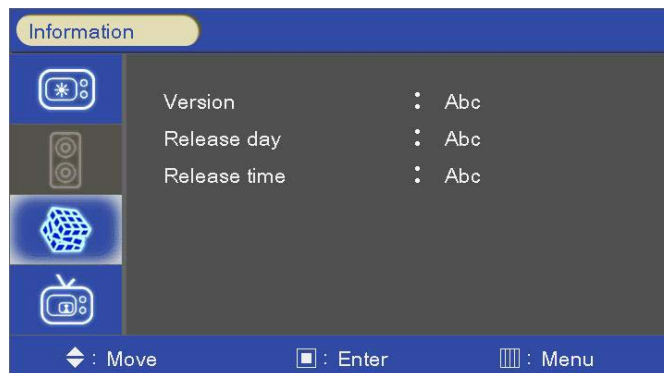 Information
Version : Abc
Release day : Abc
Release time : Abc
: Move : Enter : Menu